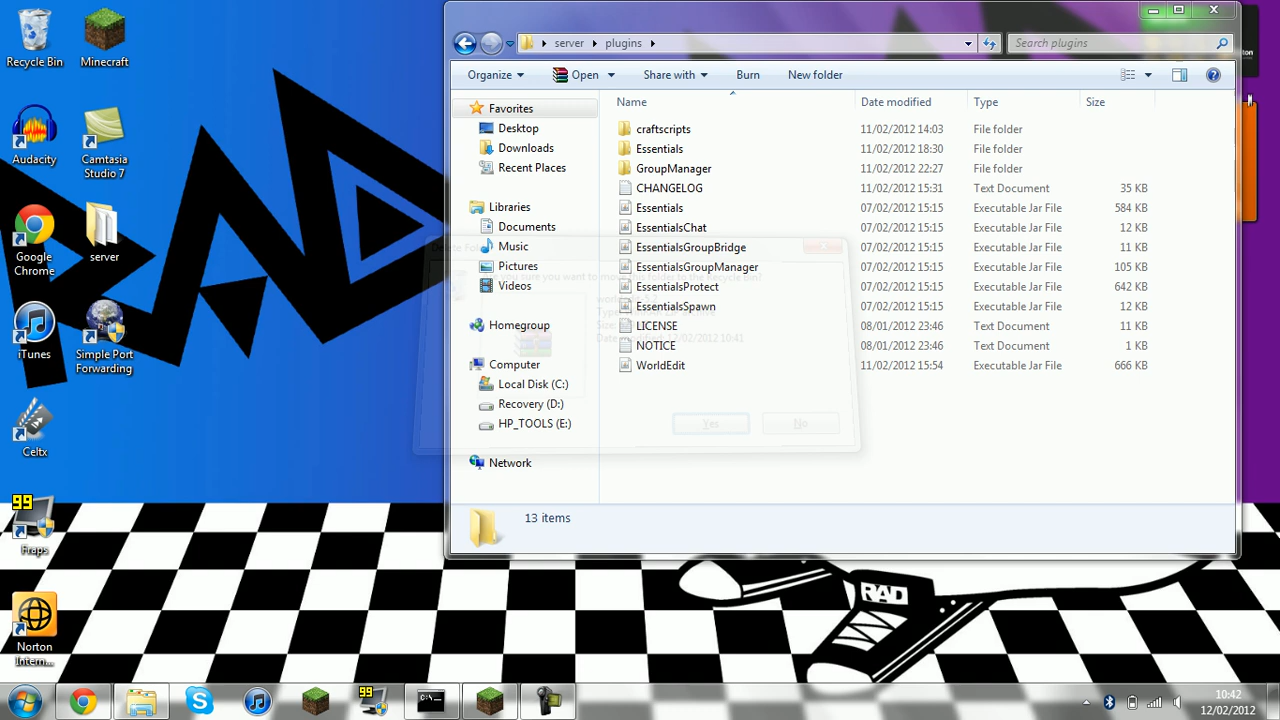 Recycle Bin
Minecraft
Audacity
Camtasia
Studio 7
Google
Chrome
server
iTunes
Simple Port
Forwarding
Celtx
99
Fraps
Norton
Intern...
server
plugins
Search plugins
Organize
Open
Share with
Burn
New folder
Favorites
Desktop
Downloads
Recent Places
Libraries
Documents
Music
Pictures
Videos
Homegroup
Computer
Local Disk (C:)
Recovery (D:)
HP_TOOLS (E:)
Network
Name Date modified Type Size
craftscripts 11/02/2012 14:03 File folder
Essentials 11/02/2012 18:30 File folder
GroupManager 11/02/2012 22:27 File folder
CHANGELOG 11/02/2012 15:31 Text Document 35 KB
Essentials 07/02/2012 15:15 Executable Jar File 584 KB
EssentialsChat 07/02/2012 15:15 Executable Jar File 12 KB
EssentialsGroupBridge 07/02/2012 15:15 Executable Jar File 11 KB
EssentialsGroupManager 07/02/2012 15:15 Executable Jar File 105 KB
EssentialsProtect 07/02/2012 15:15 Executable Jar File 642 KB
EssentialsSpawn 07/02/2012 15:15 Executable Jar File 12 KB
LICENSE 08/01/2012 23:46 Text Document 11 KB
NOTICE 08/01/2012 23:46 Text Document 1 KB
WorldEdit 11/02/2012 15:54 Executable Jar File 666 KB
Yes
No
13 items
RAD
99
10:42
12/02/2012